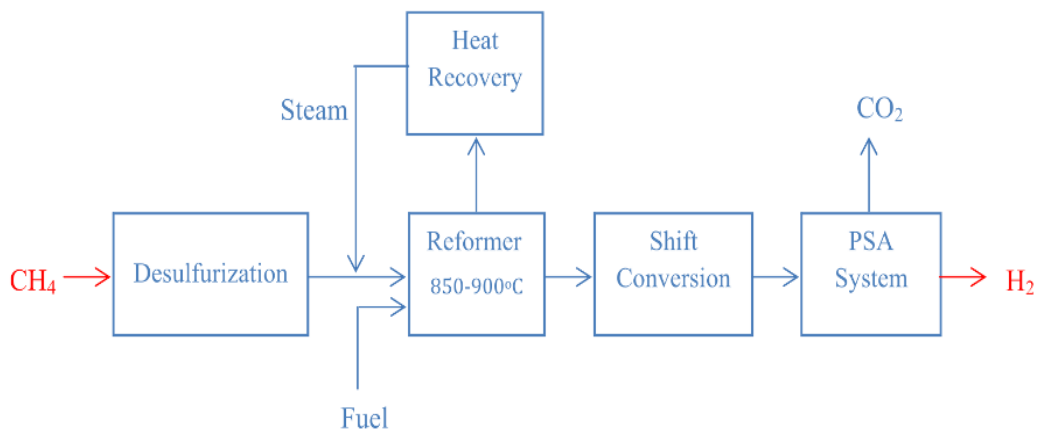 Heat
Recovery
Steam
CO₂
CH₄
Desulfurization
Reformer
850-900ºC
Shift
Conversion
PSA
System
H₂
Fuel